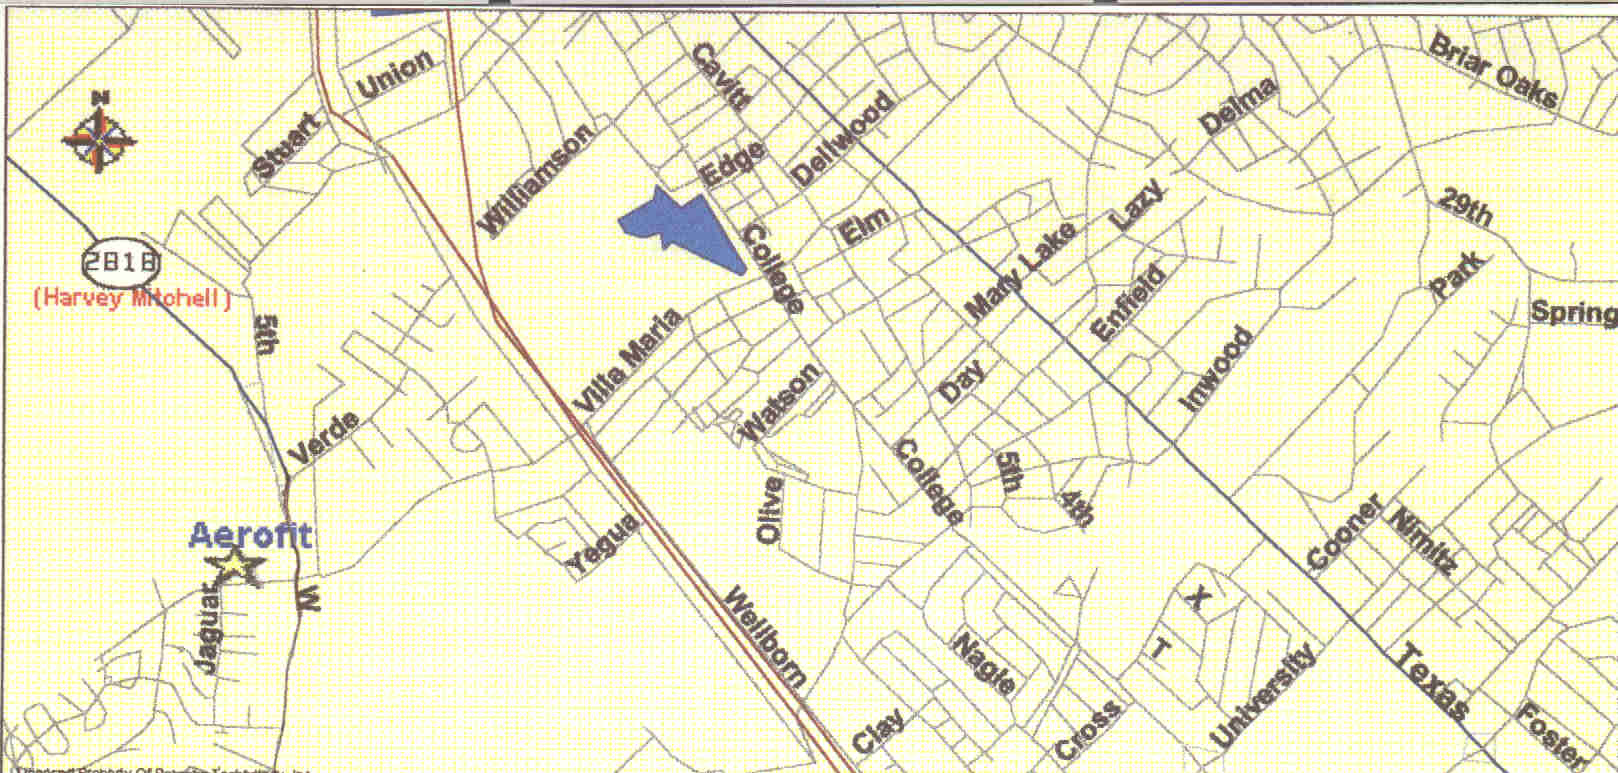 N
Union
Stuart
Cavitt
Briar Oaks
Delma
Dellwood
Edge
Williamson
Elm
Lazy
29th
2818
(Harvey Mitchell)
College
Mary Lake
Park
Enfield
Spring
5th
Villa Maria
Inwood
Day
Watson
Verde
College
5th
4th
Olive
Aerofit
Yegua
Cooner
Nimitz
W
Jaguar
Wellborn
X
T
Nagle
University
Texas
Cross
Clay
Foster